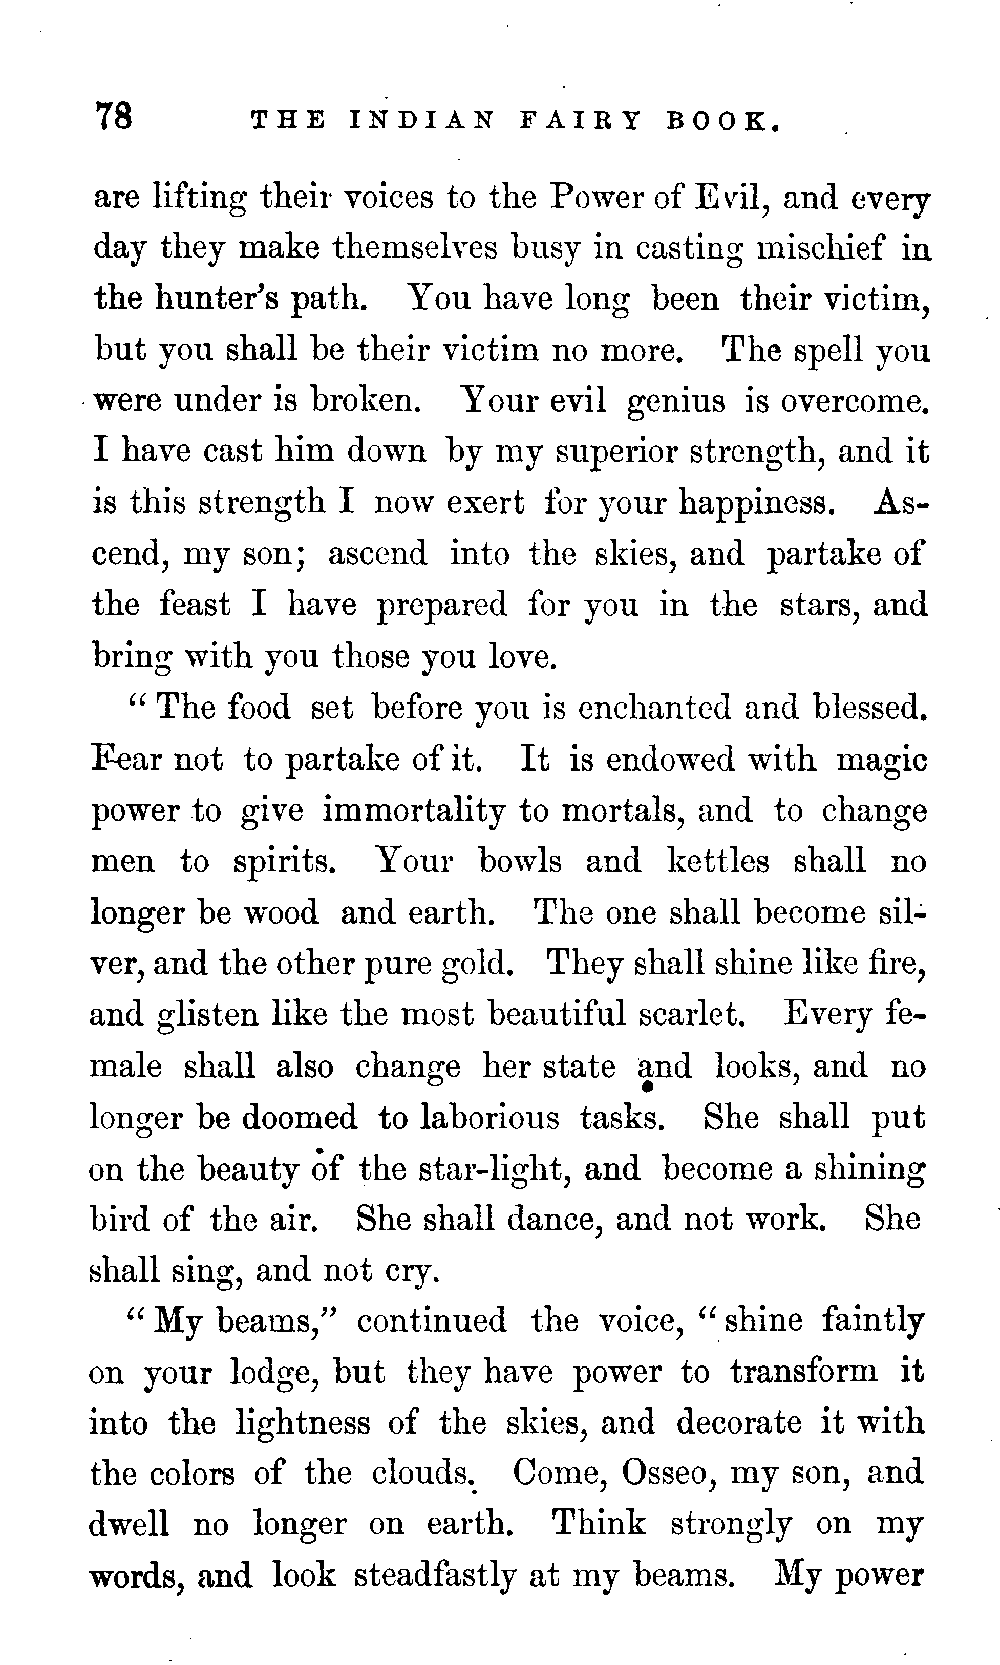 78 THE INDIAN FAIRY BOOK.
are lifting their voices to the Power of Evil, and every
day they make themselves busy in casting mischief in
the hunter's path. You have long been their victim,
but you shall be their victim no more. The spell you
were under is broken. Your evil genius is overcome.
I have cast him down by my superior strength, and it
is this strength I now exert for your happiness. As-
cend, my son; ascend into the skies, and partake of
the feast I have prepared for you in the stars, and
bring with you those you love.
“ The food set before you is enchanted and blessed.
Fear not to partake of it. It is endowed with magic
power to give immortality to mortals, and to change
men to spirits. Your bowls and kettles shall no
longer be wood and earth. The one shall become sil-
ver, and the other pure gold. They shall shine like fire,
and glisten like the most beautiful scarlet. Every fe-
male shall also change her state and looks, and no
longer be doomed to laborious tasks. She shall put
on the beauty of the star-light, and become a shining
bird of the air. She shall dance, and not work. She
shall sing, and not cry.
“ My beams,” continued the voice, “ shine faintly
on your lodge, but they have power to transform it
into the lightness of the skies, and decorate it with
the colors of the clouds. Come, Osseo, my son, and
dwell no longer on earth. Think strongly on my
words, and look steadfastly at my beams. My power